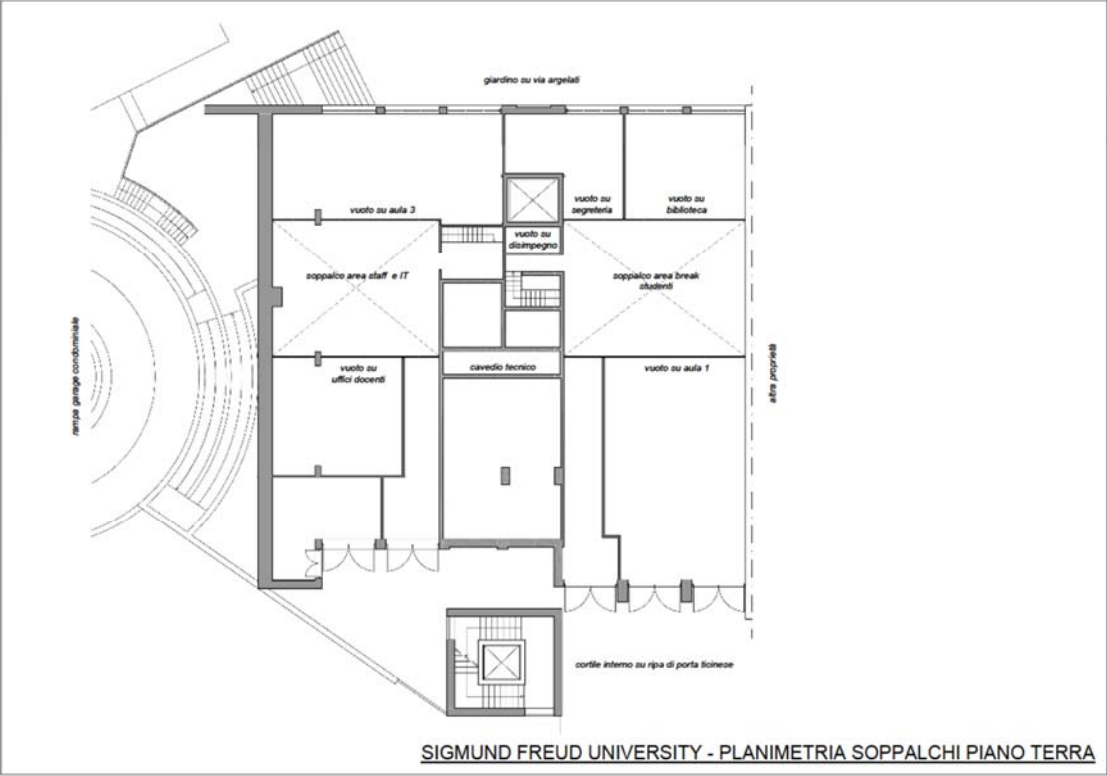 giardino su via argelati
vuoto su aula 3
vuoto su
segreteria
vuoto su
biblioteca
vuoto su
disimpegno
soppalco area staff e IT
soppalco area break
studenti
rampa garage condominiale
vuoto su
uffici docenti
cavedio tecnico
vuoto su aula 1
altra proprietà
cortile interno su ripa di porta ticinese
SIGMUND FREUD UNIVERSITY - PLANIMETRIA SOPPALCHI PIANO TERRA